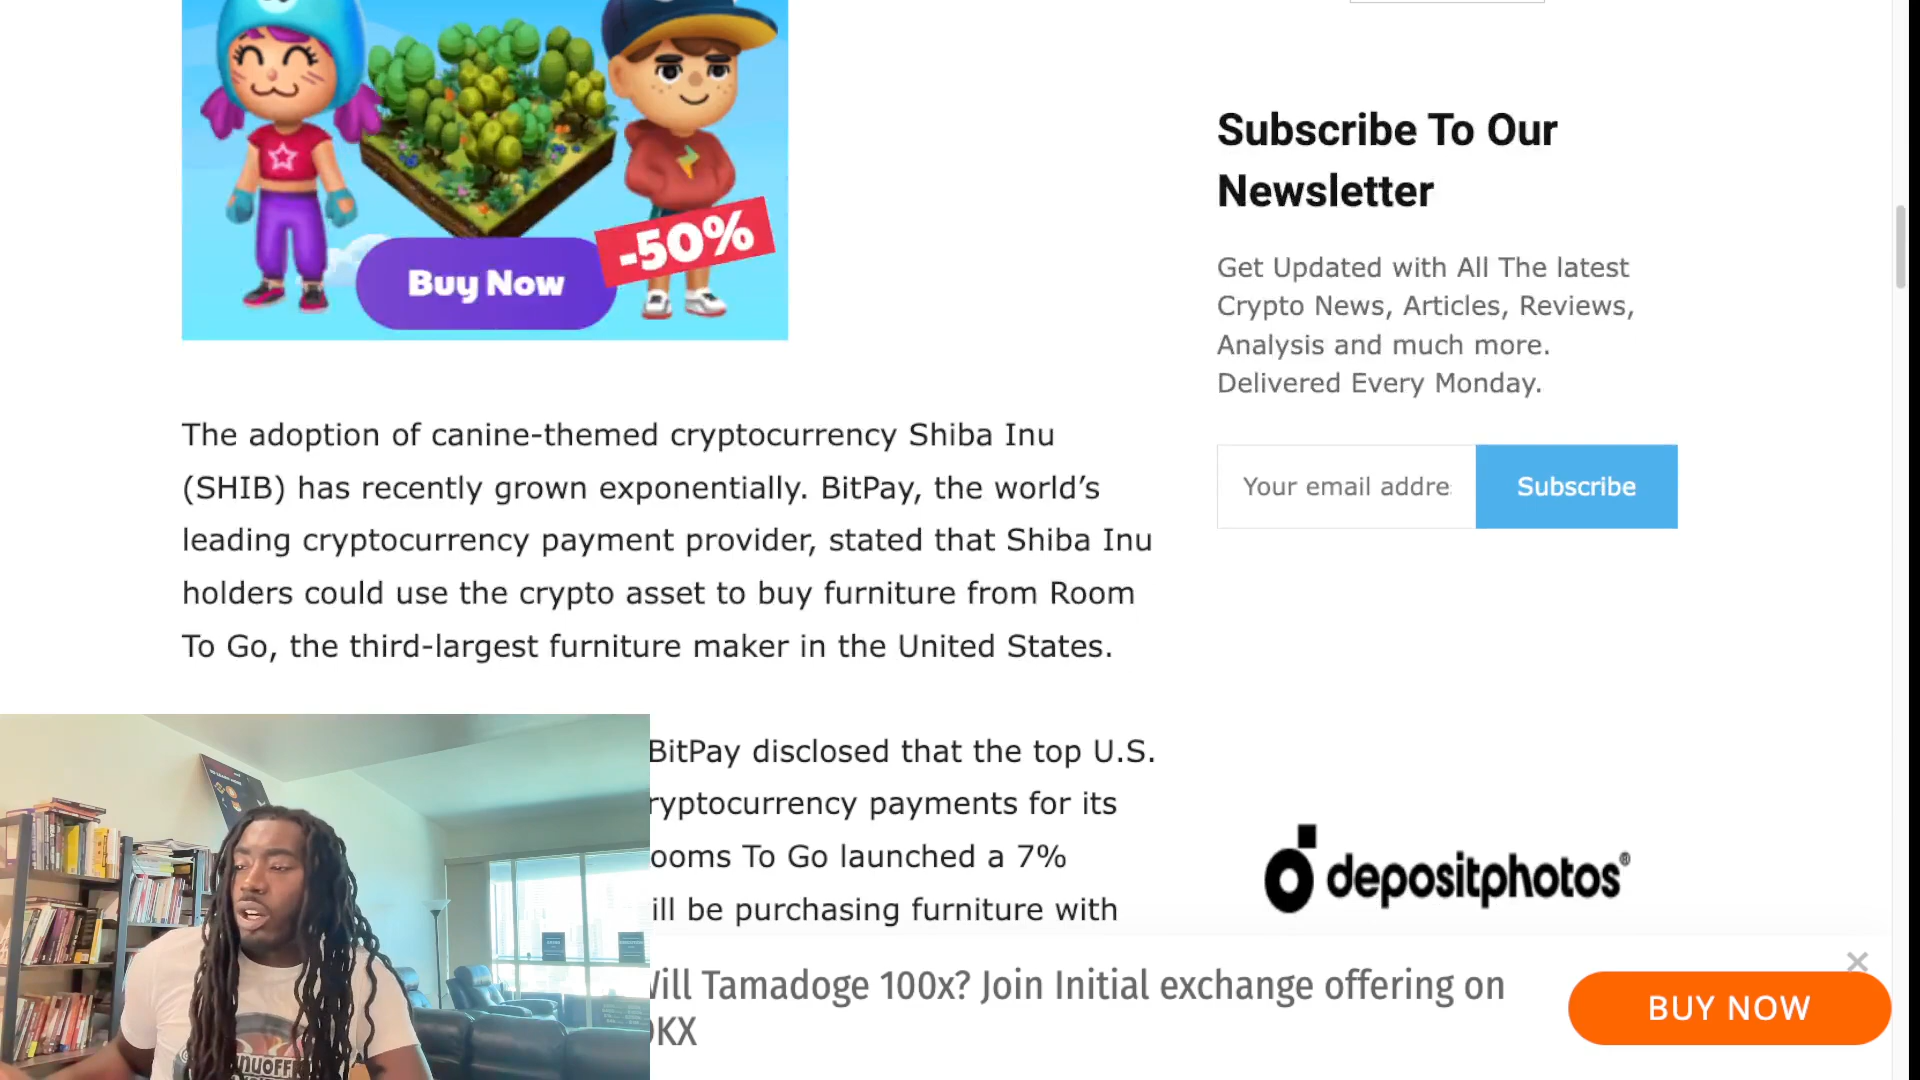 -50%
Buy Now
The adoption of canine-themed cryptocurrency Shiba Inu
(SHIB) has recently grown exponentially. BitPay, the world’s
leading cryptocurrency payment provider, stated that Shiba Inu
holders could use the crypto asset to buy furniture from Room
To Go, the third-largest furniture maker in the United States.
BitPay disclosed that the top U.S.
ryptocurrency payments for its
ooms To Go launched a 7%
ill be purchasing furniture with
Subscribe To Our
Newsletter
Get Updated with All The latest
Crypto News, Articles, Reviews,
Analysis and much more.
Delivered Every Monday.
Your email addre
Subscribe
depositphotos®
Will Tamadoge 100x? Join Initial exchange offering on
OKX
BUY NOW